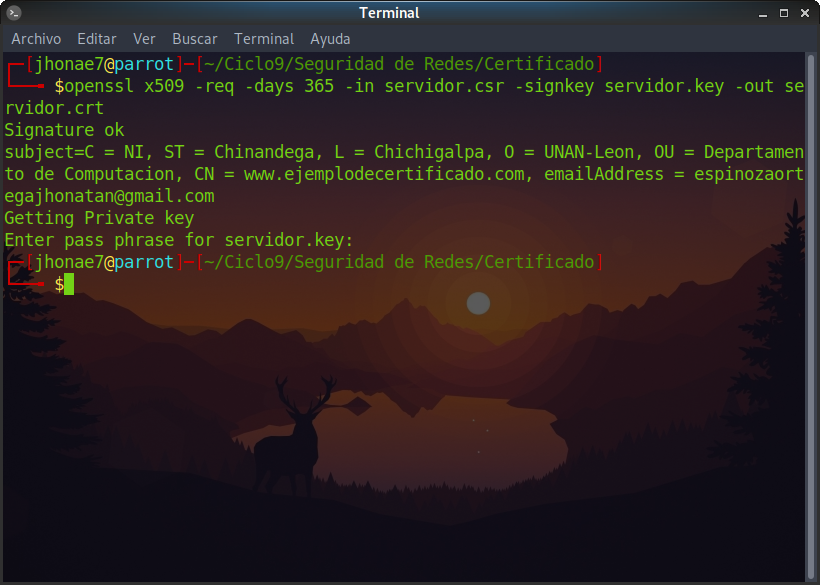 Terminal
Archivo Editar Ver Buscar Terminal Ayuda
┌─[jhonae7@parrot]─[~/Ciclo9/Seguridad de Redes/Certificado]
└──╼ $openssl x509 -req -days 365 -in servidor.csr -signkey servidor.key -out se
rvidor.crt
Signature ok
subject=C = NI, ST = Chinandega, L = Chichigalpa, O = UNAN-Leon, OU = Departamen
to de Computacion, CN = www.ejemplodecertificado.com, emailAddress = espinozaort
egajhonatan@gmail.com
Getting Private key
Enter pass phrase for servidor.key:
┌─[jhonae7@parrot]─[~/Ciclo9/Seguridad de Redes/Certificado]
└──╼ $